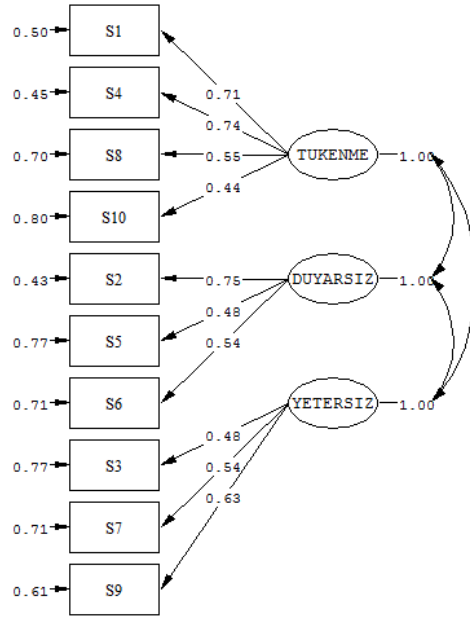 0.50 S1
0.71
0.45 S4
0.74
0.70 S8 0.55 TUKENME 1.00
0.44
0.80 S10
0.43 S2 0.75 DUYARSIZ 1.00
0.48
0.77 S5
0.54
0.71 S6 YETERSIZ 1.00
0.48
0.77 S3
0.54
0.63
0.71 S7
0.61 S9